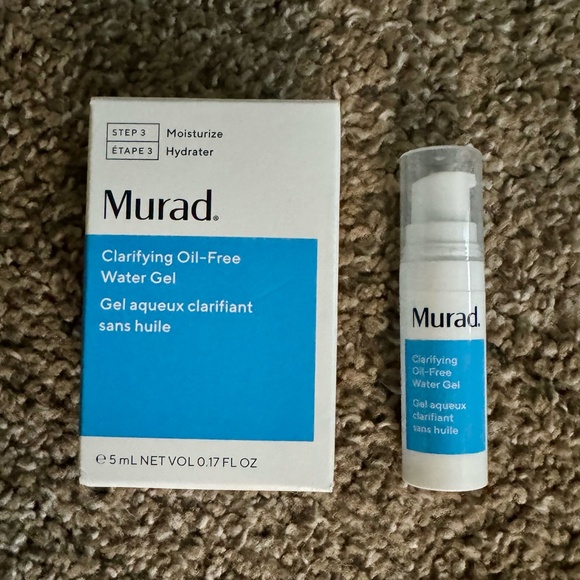 STEP 3 Moisturize
ÉTAPE 3 Hydrater
Murad.
Clarifying Oil-Free
Water Gel
Gel aqueux clarifiant
sans huile
℮ 5 mL NET VOL 0.17 FL OZ
Murad.
Clarifying
Oil-Free
Water Gel
Gel aqueux
clarifiant
sans huile